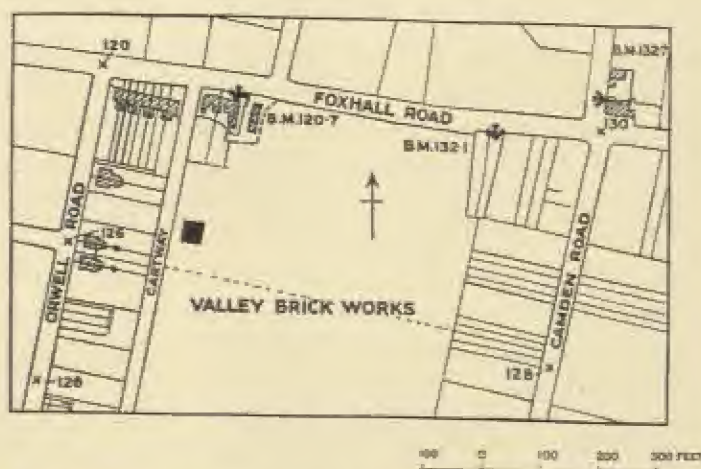 120
B.M.132·7
FOXHALL ROAD
B.M.120·7
130
B.M.132·1
ORWELL ROAD
126
CARTWAY
VALLEY BRICK WORKS
CAMDEN ROAD
128
128
100 0 100 200 300 FEET